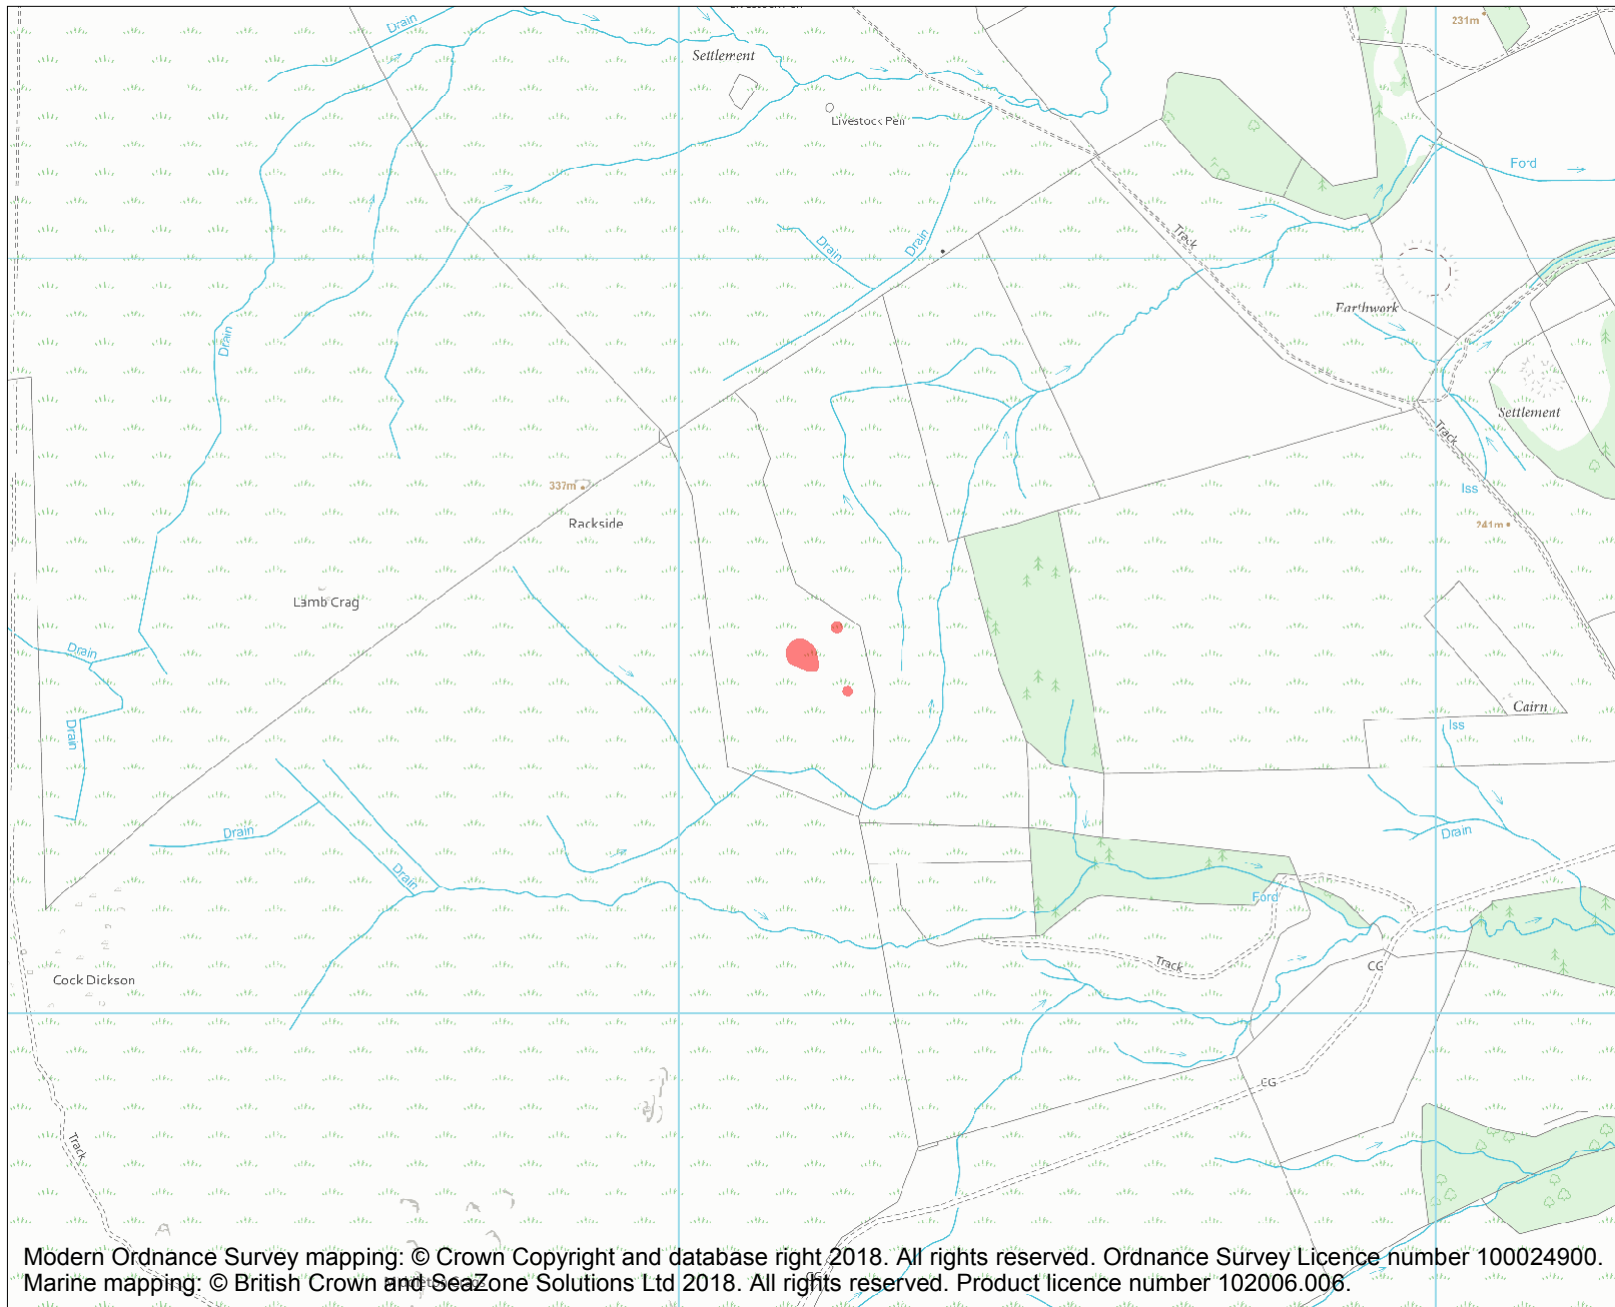 Drain
231m
Settlement
Livestock Pen
Ford
Track
Drain
Drain
Earthwork
Drain
Settlement
Track
337m
Iss
Rackside
241m
Lamb Crag
Drain
Cairn
Iss
Drain
Drain
Drain
Drain
Ford
Track
CG
Cock Dickson
CG
Track
Modern Ordnance Survey mapping: © Crown Copyright and database right 2018. All rights reserved. Ordnance Survey Licence number 100024900.
Marine mapping: © British Crown and SeaZone Solutions Ltd 2018. All rights reserved. Product licence number 102006.006.